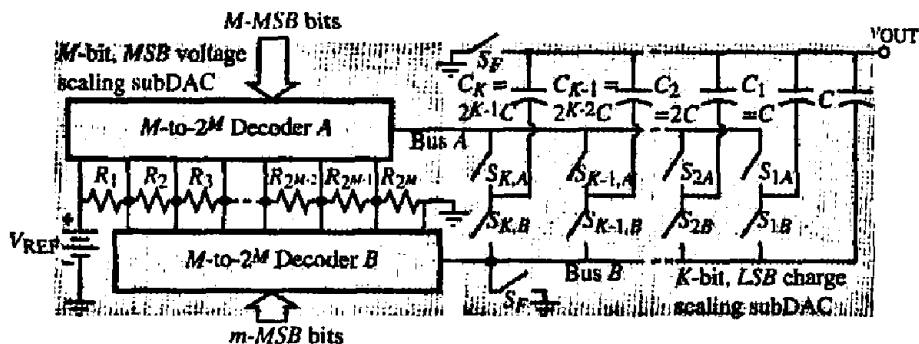 M-MSB bits
M-bit, MSB voltage
scaling subDAC
M-to-2^M Decoder A
Bus A
R_1 R_2 R_3 R_{2^M-2} R_{2^M-1} R_{2^M}
V_REF
+
-
M-to-2^M Decoder B
m-MSB bits
S_F
v_OUT
C_K = 2^{K-1}C
C_{K-1} = 2^{K-2}C
C_2 = 2C
C_1 = C
C
S_{K,A} S_{K-1,A} S_{2A} S_{1A}
S_{K,B} S_{K-1,B} S_{2B} S_{1B}
Bus B
S_F
K-bit, LSB charge
scaling subDAC